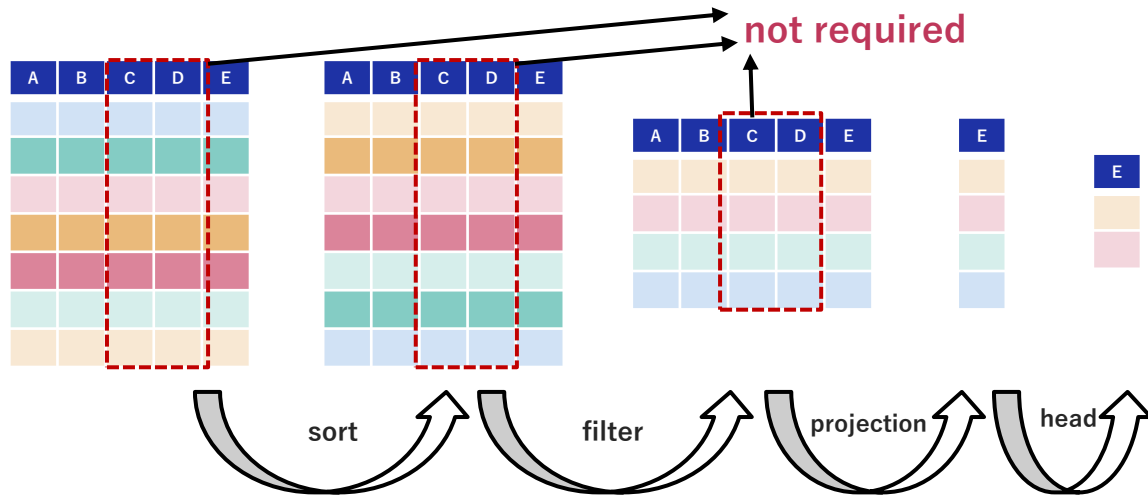 not required
A B C D E
A B C D E
A B C D E
E
E
sort
filter
projection
head